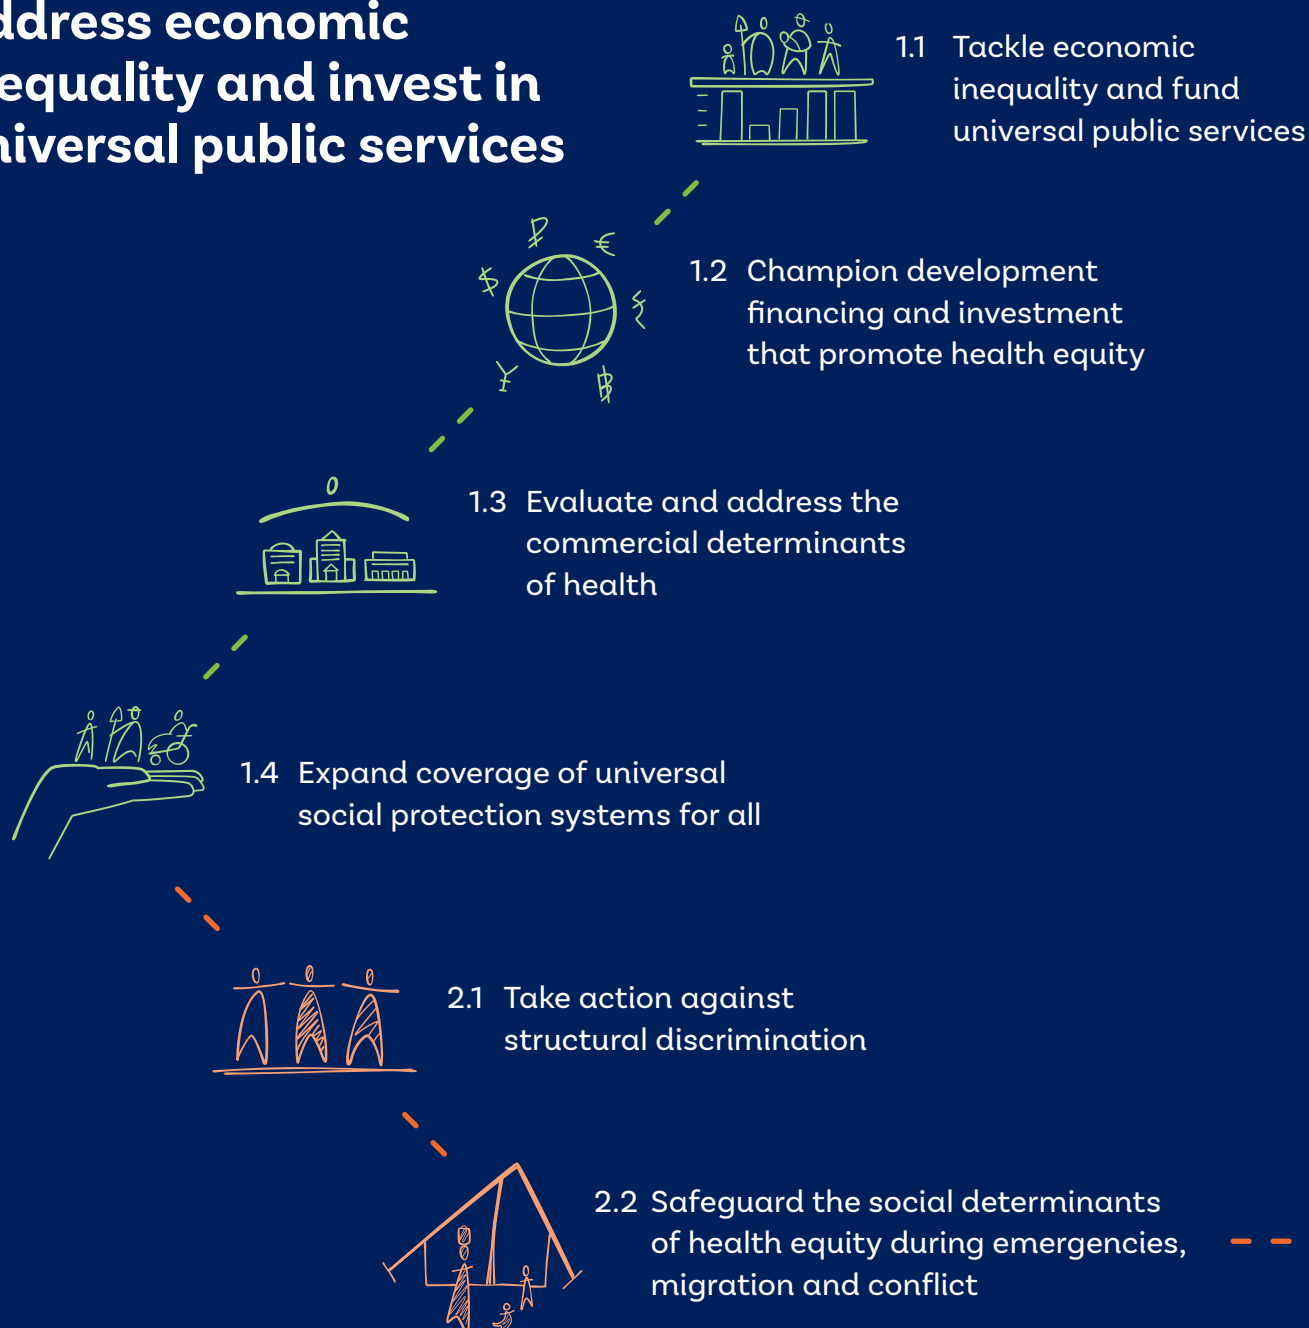 ddress economic
equality and invest in
niversal public services
1.1 Tackle economic
inequality and fund
universal public services
1.2 Champion development
financing and investment
that promote health equity
1.3 Evaluate and address the
commercial determinants
of health
1.4 Expand coverage of universal
social protection systems for all
2.1 Take action against
structural discrimination
2.2 Safeguard the social determinants
of health equity during emergencies,
migration and conflict